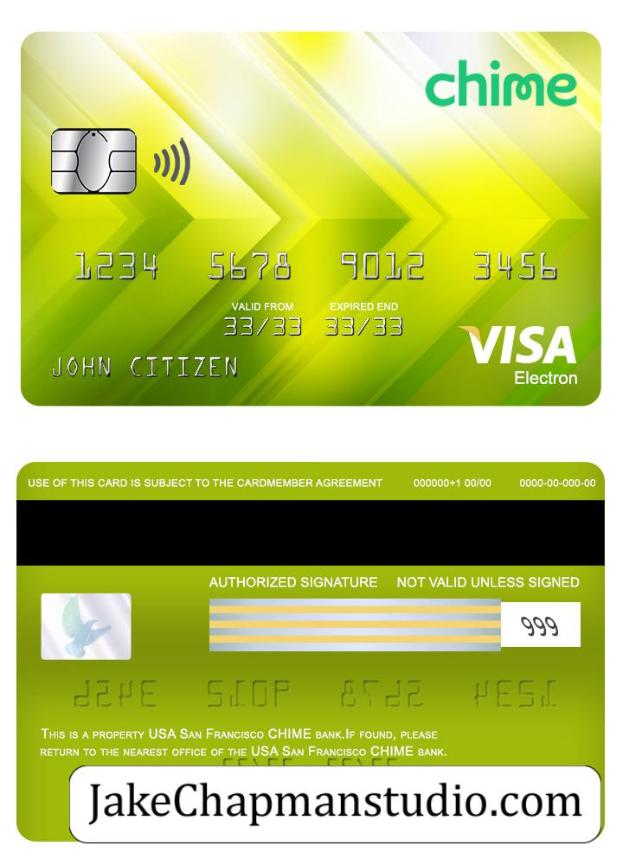 chime
1234 5678 9012 3456
VALID FROM EXPIRED END
33/33 33/33
VISA
JOHN CITIZEN
Electron
USE OF THIS CARD IS SUBJECT TO THE CARDMEMBER AGREEMENT 000000+1 00/00 0000-00-000-00
AUTHORIZED SIGNATURE NOT VALID UNLESS SIGNED
999
THIS IS A PROPERTY USA SAN FRANCISCO CHIME BANK.IF FOUND, PLEASE
RETURN TO THE NEAREST OFFICE OF THE USA SAN FRANCISCO CHIME BANK.
JakeChapmanstudio.com